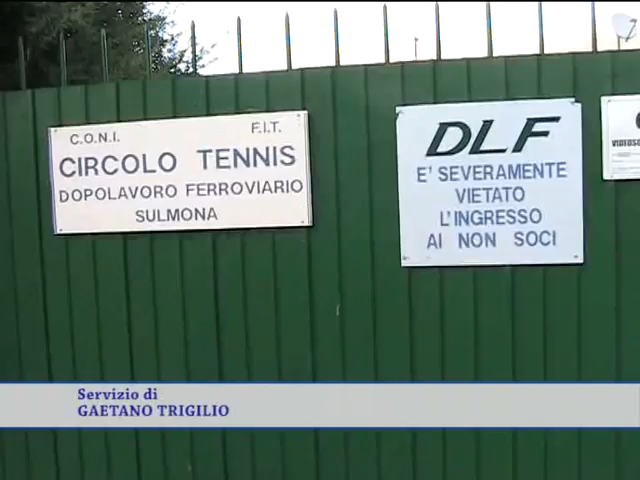 C.O.N.I. F.I.T.
CIRCOLO TENNIS
DOPOLAVORO FERROVIARIO
SULMONA
DLF
E' SEVERAMENTE
VIETATO
L'INGRESSO
AI NON SOCI
Servizio di
GAETANO TRIGILIO